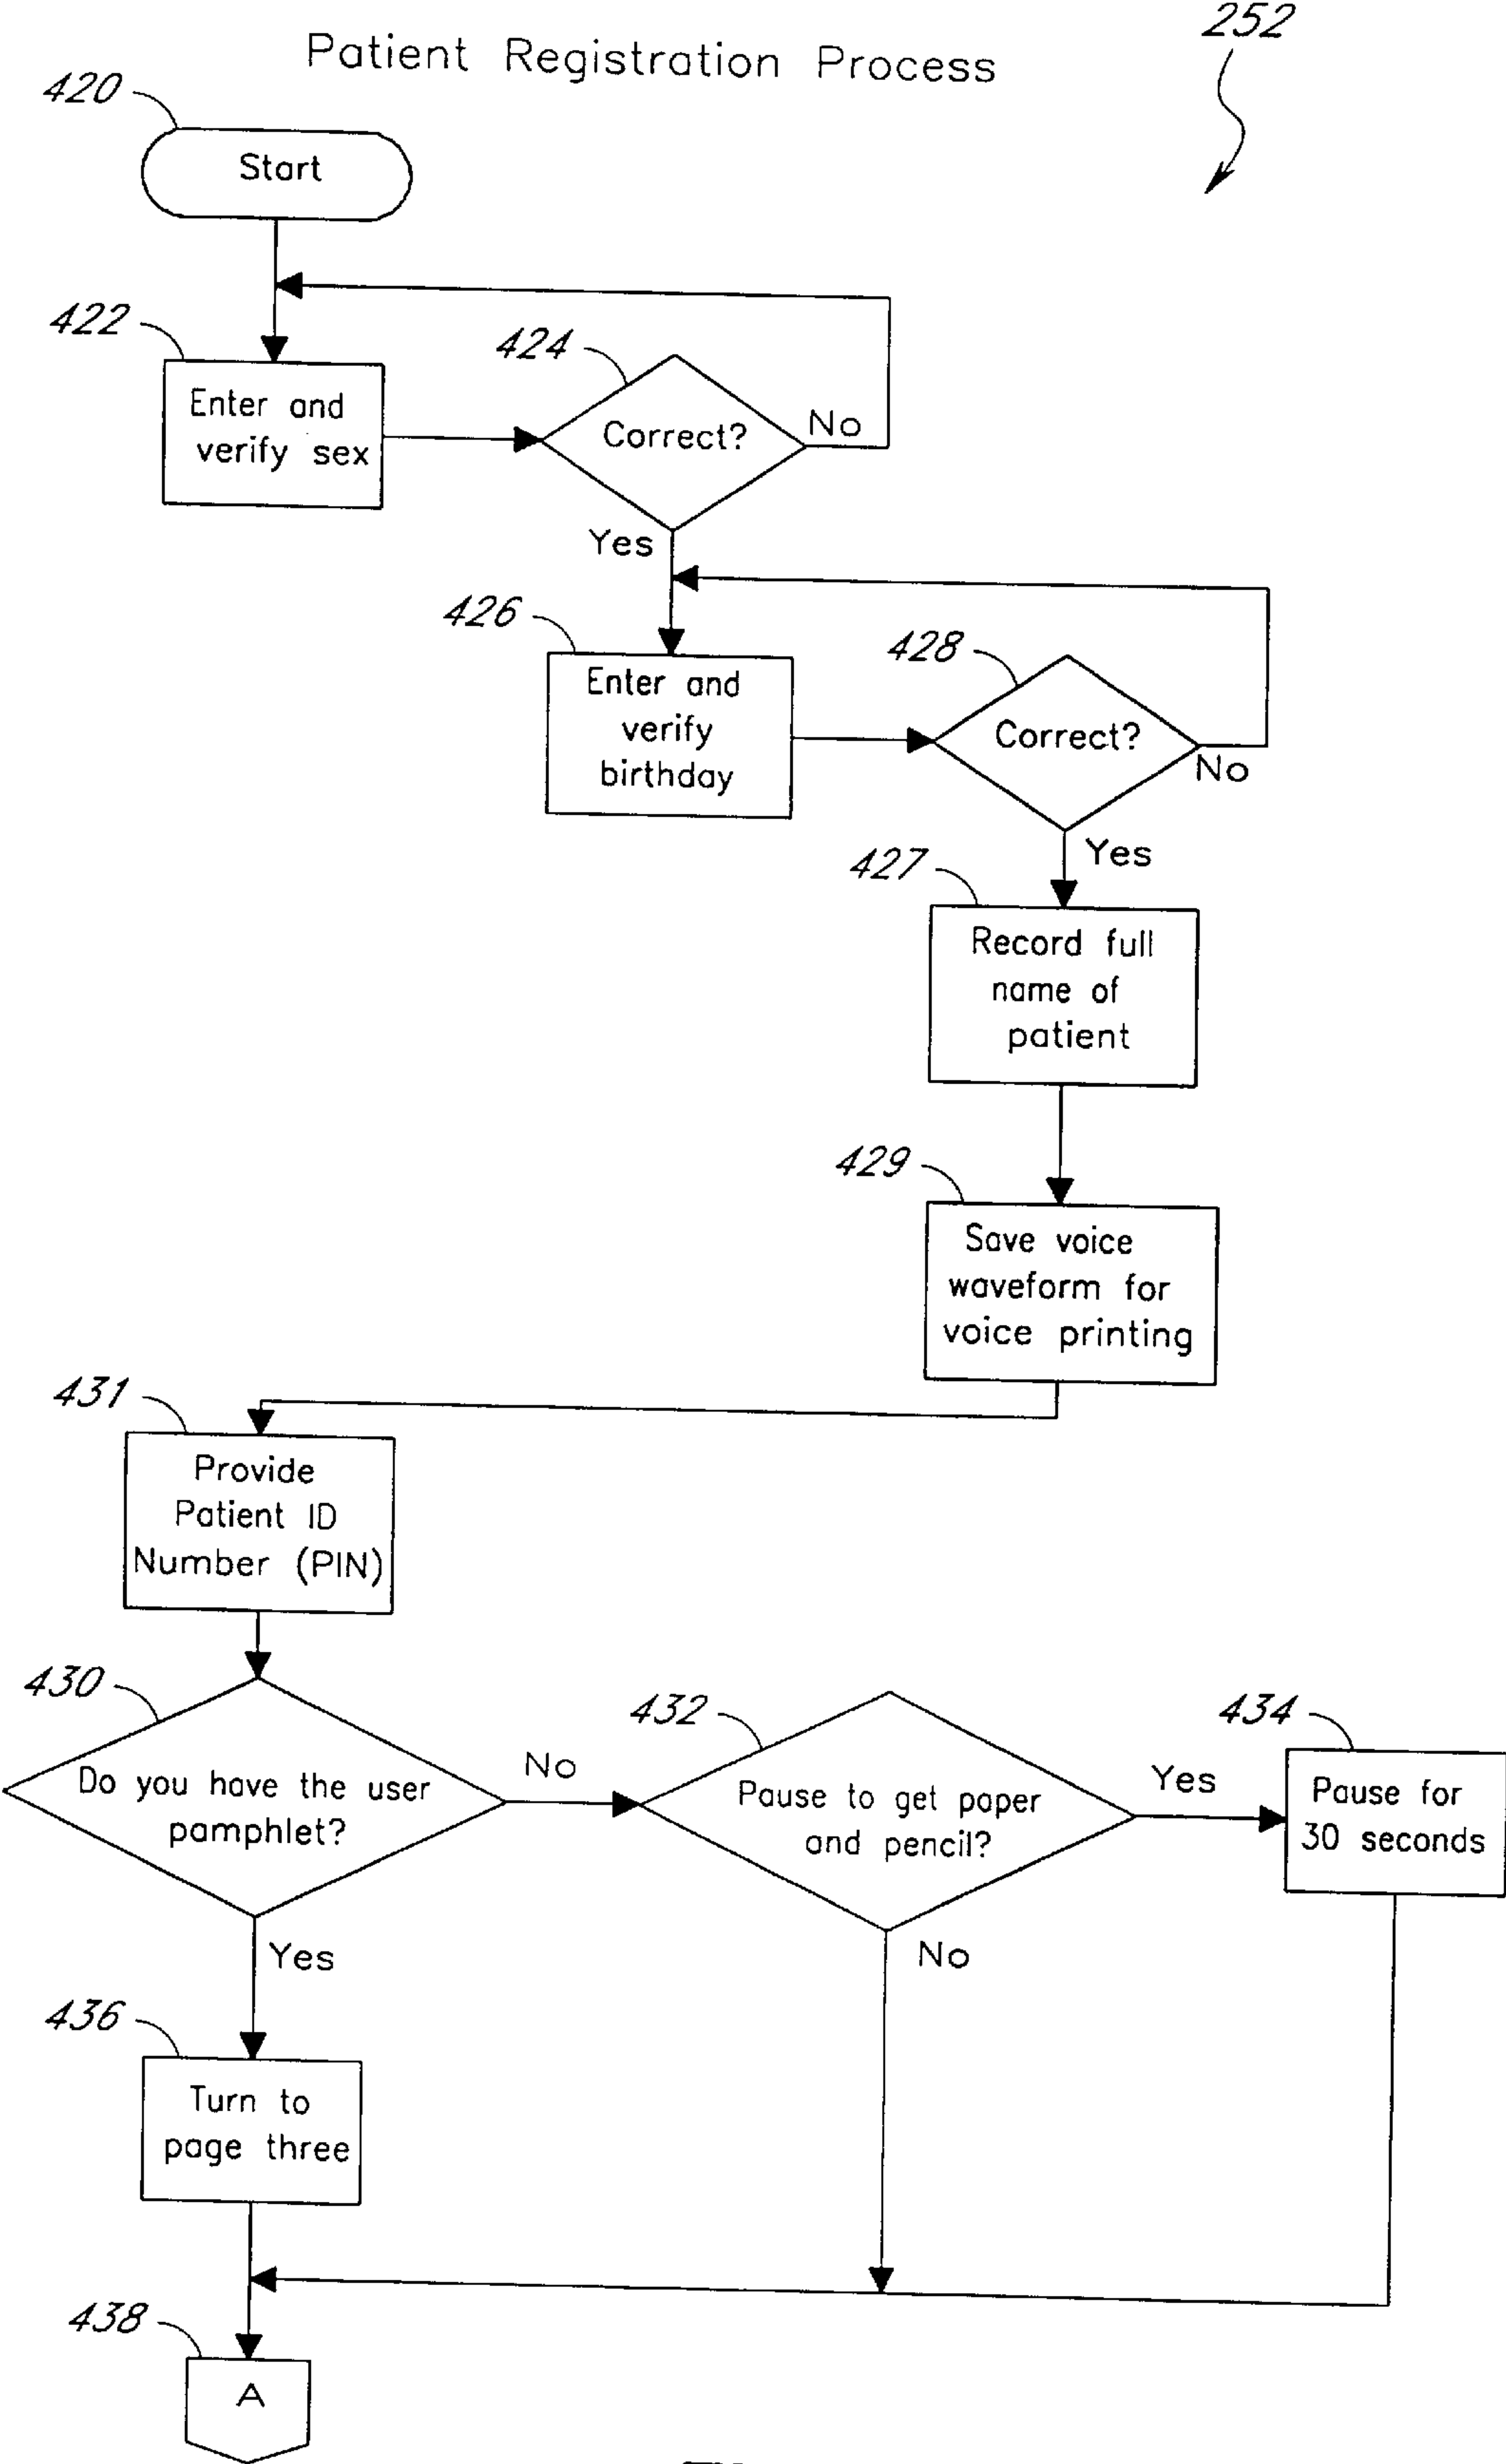 Patient Registration Process
252
420
Start
422
Enter and
verify sex
424
Correct?
No
Yes
426
Enter and
verify
birthday
428
Correct?
No
Yes
427
Record full
name of
patient
429
Save voice
waveform for
voice printing
431
Provide
Patient ID
Number (PIN)
430
Do you have the user
pamphlet?
No
432
Pause to get paper
and pencil?
Yes
434
Pause for
30 seconds
Yes
No
436
Turn to
page three
438
A